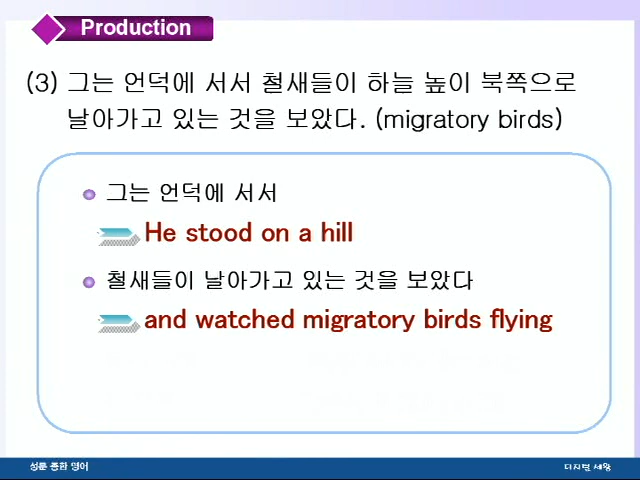 Production
(3) 그는 언덕에 서서 철새들이 하늘 높이 북쪽으로
날아가고 있는 것을 보았다. (migratory birds)
그는 언덕에 서서
He stood on a hill
철새들이 날아가고 있는 것을 보았다
and watched migratory birds flying
성문 종합 영어
디지털 세왕